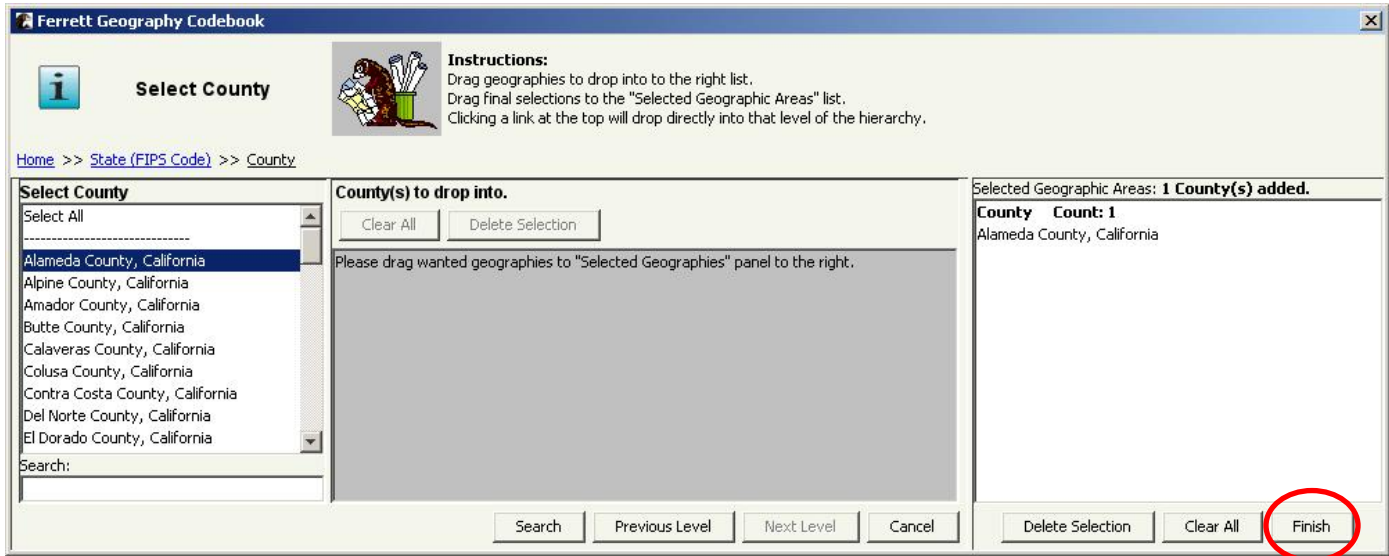 Ferrett Geography Codebook
Select County
Instructions:
Drag geographies to drop into to the right list.
Drag final selections to the "Selected Geographic Areas" list.
Clicking a link at the top will drop directly into that level of the hierarchy.
Home >> State (FIPS Code) >> County
Select County
Select All
------------------------------
Alameda County, California
Alpine County, California
Amador County, California
Butte County, California
Calaveras County, California
Colusa County, California
Contra Costa County, California
Del Norte County, California
El Dorado County, California
Search:
County(s) to drop into.
Clear All Delete Selection
Please drag wanted geographies to "Selected Geographies" panel to the right.
Search Previous Level Next Level Cancel
Selected Geographic Areas: 1 County(s) added.
County Count: 1
Alameda County, California
Delete Selection Clear All Finish